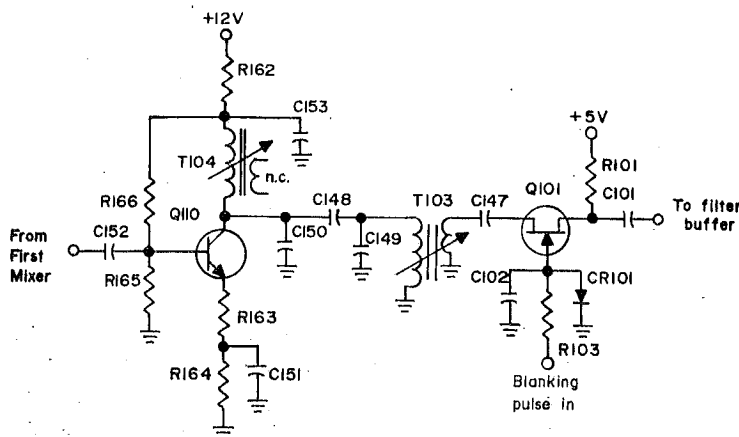 +12V
R162
C153
+5V
T104
n.c.
R166
Q110
C148
T103
C147
Q101
R101
C101
From
First
Mixer
C152
C150
C149
To filter
buffer
R165
C102
CR101
R163
R103
R164
C151
Blanking
pulse in